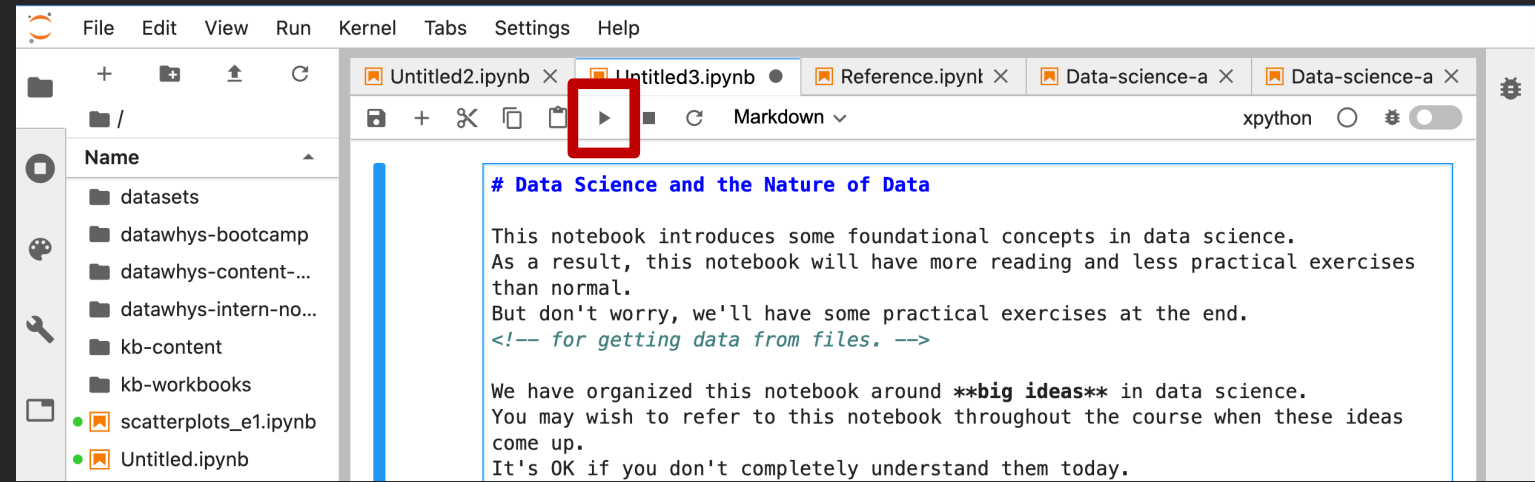 File Edit View Run Kernel Tabs Settings Help
Untitled2.ipynb Untitled3.ipynb Reference.ipynb Data-science-a Data-science-a
/
Markdown xpython
Name
datasets
datawhys-bootcamp
datawhys-content-...
datawhys-intern-no...
kb-content
kb-workbooks
scatterplots_e1.ipynb
Untitled.ipynb
# Data Science and the Nature of Data
This notebook introduces some foundational concepts in data science.
As a result, this notebook will have more reading and less practical exercises
than normal.
But don't worry, we'll have some practical exercises at the end.
<!-- for getting data from files. -->
We have organized this notebook around **big ideas** in data science.
You may wish to refer to this notebook throughout the course when these ideas
come up.
It's OK if you don't completely understand them today.